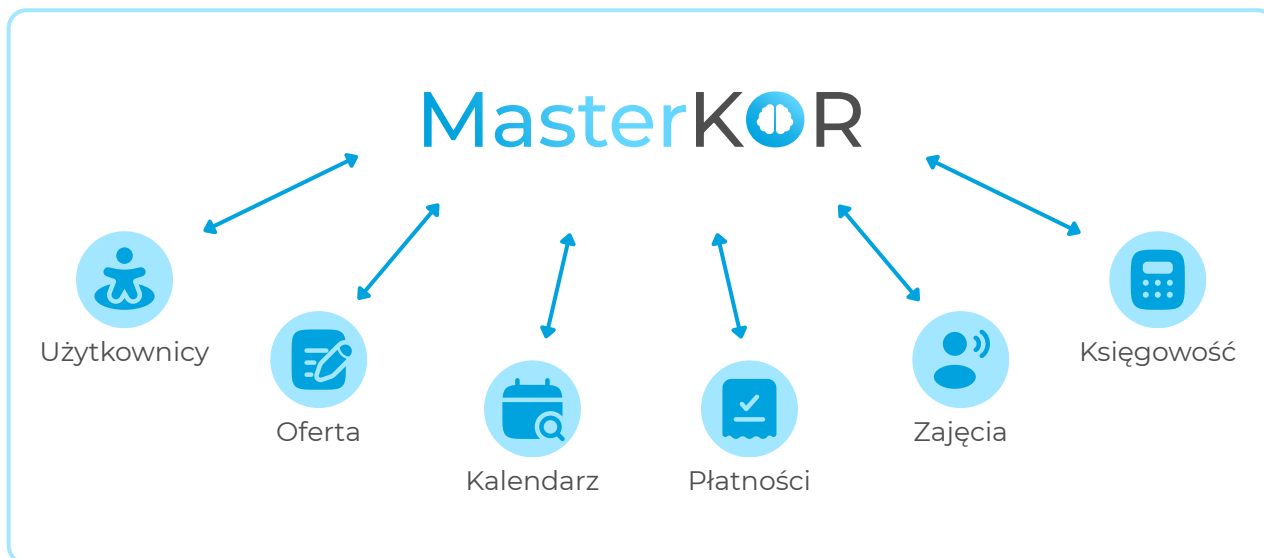 MasterKOR
Użytkownicy
Oferta
Kalendarz
Płatności
Zajęcia
Księgowość